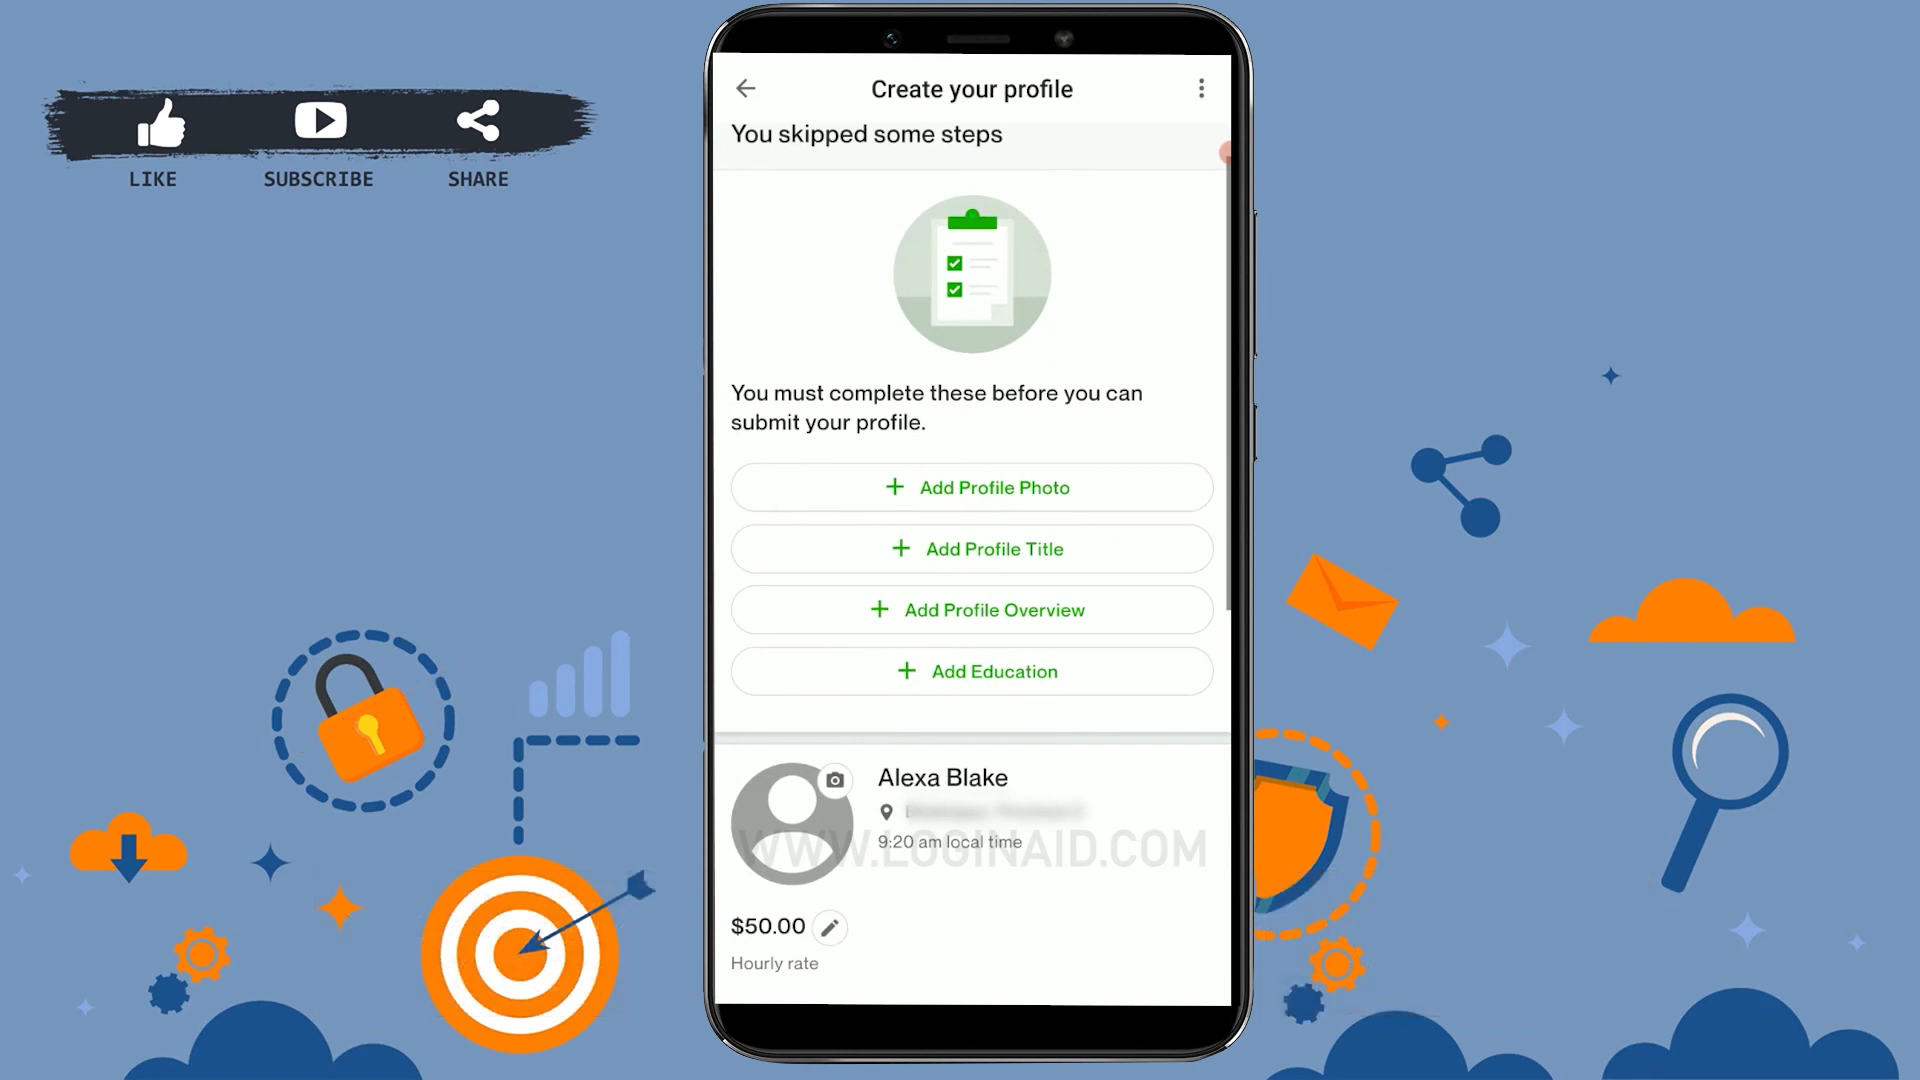 LIKE
SUBSCRIBE
SHARE
Create your profile
You skipped some steps
You must complete these before you can
submit your profile.
+ Add Profile Photo
+ Add Profile Title
+ Add Profile Overview
+ Add Education
Alexa Blake
9:20 am local time
WWW.LOGINAID.COM
$50.00
Hourly rate